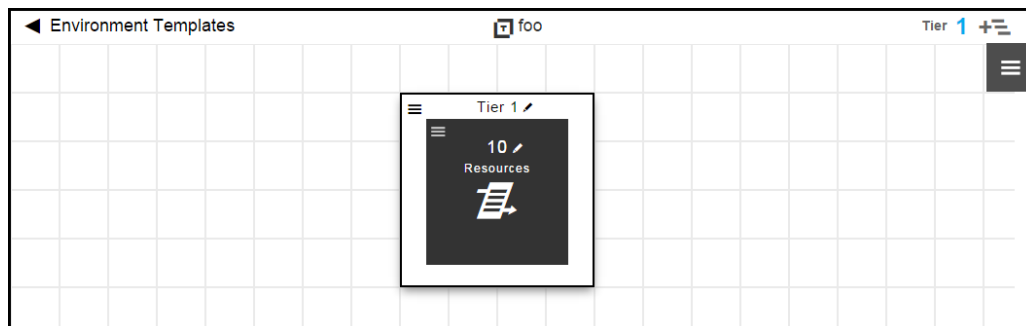 Environment Templates
foo
Tier 1
Tier 1
10
Resources